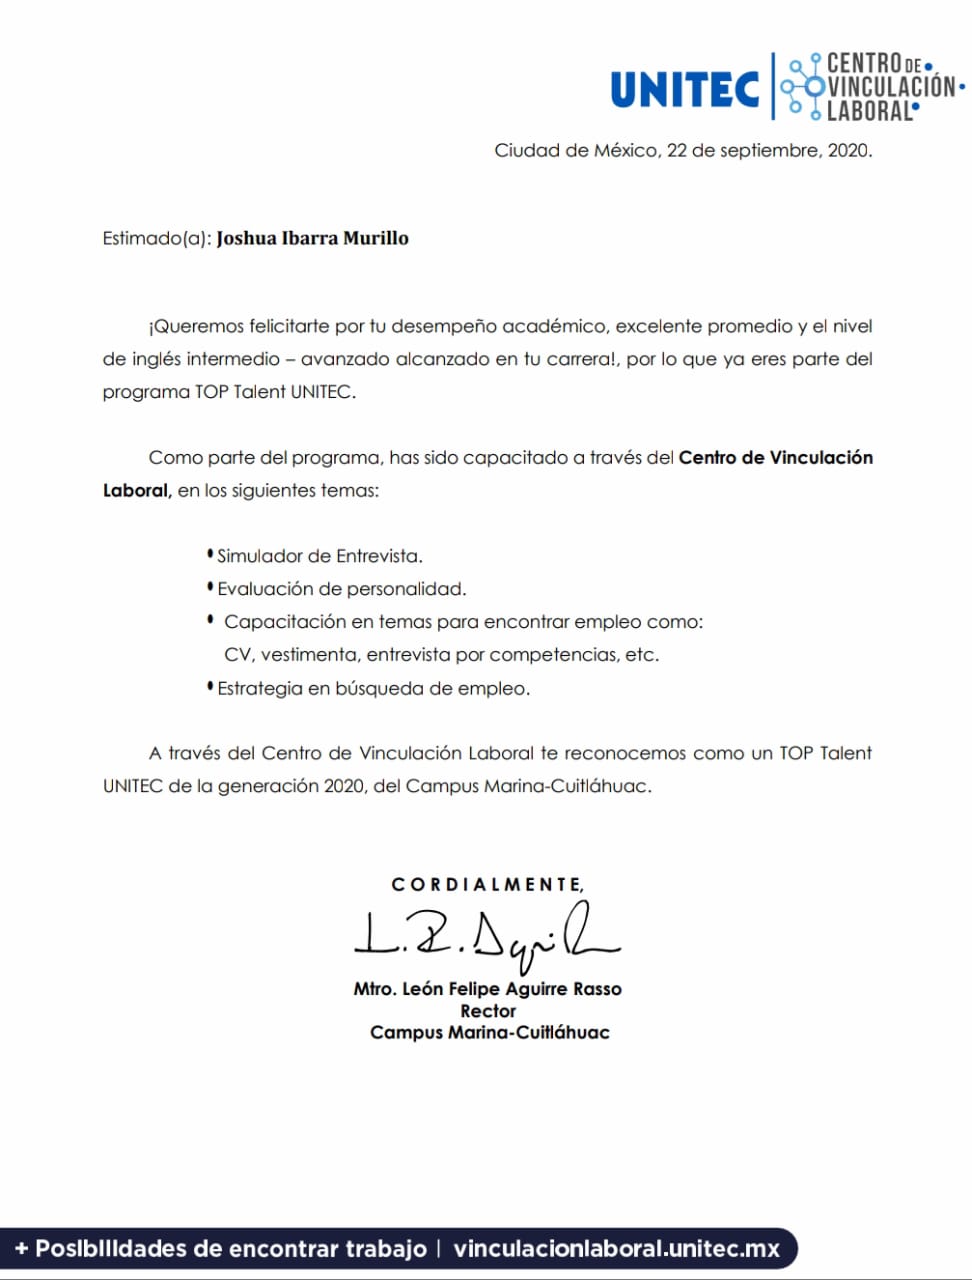 UNITEC
CENTRO DE
VINCULACIÓN
LABORAL
Ciudad de México, 22 de septiembre, 2020.
Estimado(a): Joshua Ibarra Murillo
¡Queremos felicitarte por tu desempeño académico, excelente promedio y el nivel
de inglés intermedio – avanzado alcanzado en tu carrera!, por lo que ya eres parte del
programa TOP Talent UNITEC.
Como parte del programa, has sido capacitado a través del Centro de Vinculación
Laboral, en los siguientes temas:
• Simulador de Entrevista.
• Evaluación de personalidad.
• Capacitación en temas para encontrar empleo como:
CV, vestimenta, entrevista por competencias, etc.
• Estrategia en búsqueda de empleo.
A través del Centro de Vinculación Laboral te reconocemos como un TOP Talent
UNITEC de la generación 2020, del Campus Marina-Cuitláhuac.
CORDIALMENTE,
Mtro. León Felipe Aguirre Rasso
Rector
Campus Marina-Cuitláhuac
+ Posibilidades de encontrar trabajo | vinculacionlaboral.unitec.mx